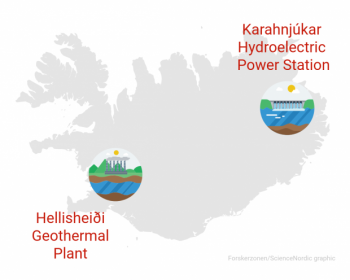 Karahnjúkar
Hydroelectric
Power Station
Hellisheiði
Geothermal
Plant
Forskerzonen/ScienceNordic graphic